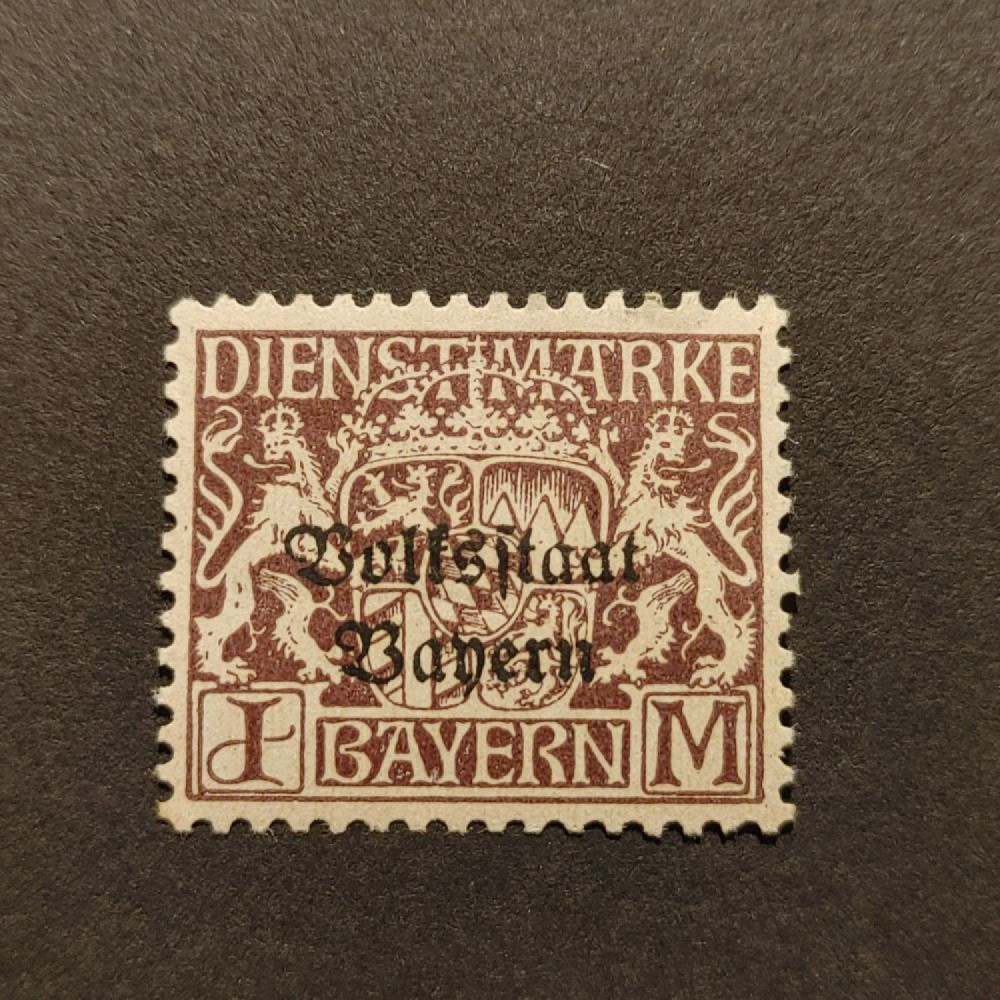 DIENSTMARKE
Volksstaat
Bayern
1 BAYERN M